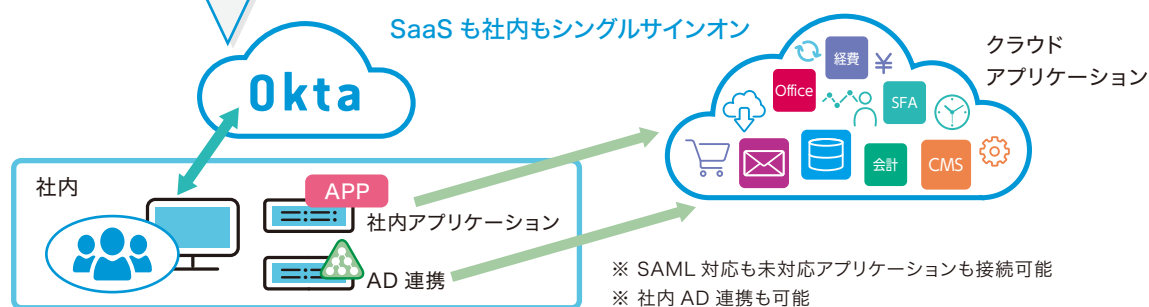 SaaS も社内もシングルサインオン
Okta
クラウド
アプリケーション
経費
¥
Office
SFA
会計
CMS
社内
APP
社内アプリケーション
AD 連携
※ SAML 対応も未対応アプリケーションも接続可能
※ 社内 AD 連携も可能